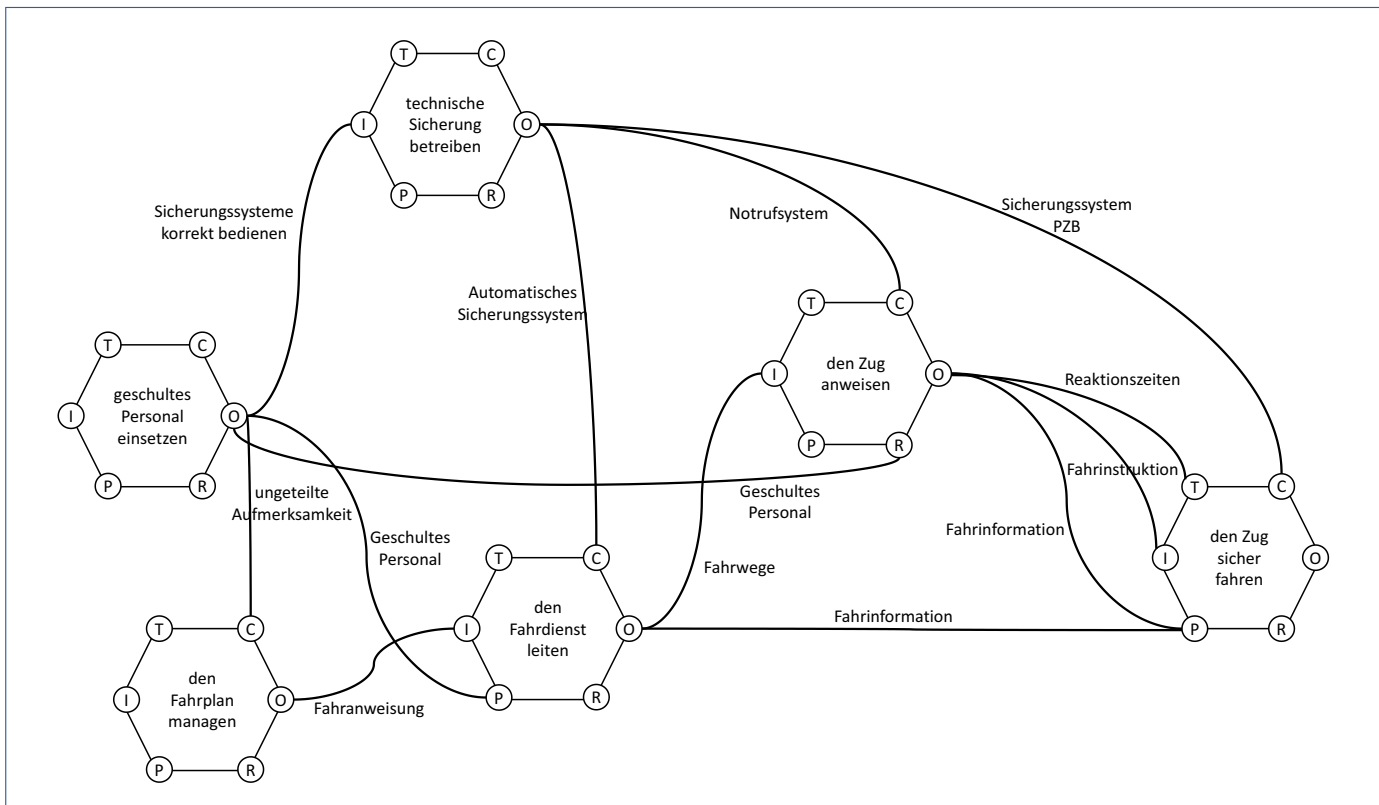 T
C
technische
Sicherung
betreiben
I
O
P
R
Sicherungssysteme
korrekt bedienen
Notrufsystem
Sicherungssystem
PZB
Automatisches
Sicherungssystem
T
C
den Zug
anweisen
I
O
P
R
T
C
geschultes
Personal
einsetzen
I
O
P
R
Reaktionszeiten
Fahrinstruktion
Fahrinformation
ungeteilte
Aufmerksamkeit
Geschultes
Personal
Geschultes
Personal
Fahrwege
Fahrinformation
T
C
den Zug
sicher
fahren
I
O
P
R
T
C
den
Fahrdienst
leiten
I
O
P
R
T
C
den
Fahrplan
managen
I
O
P
R
Fahranweisung